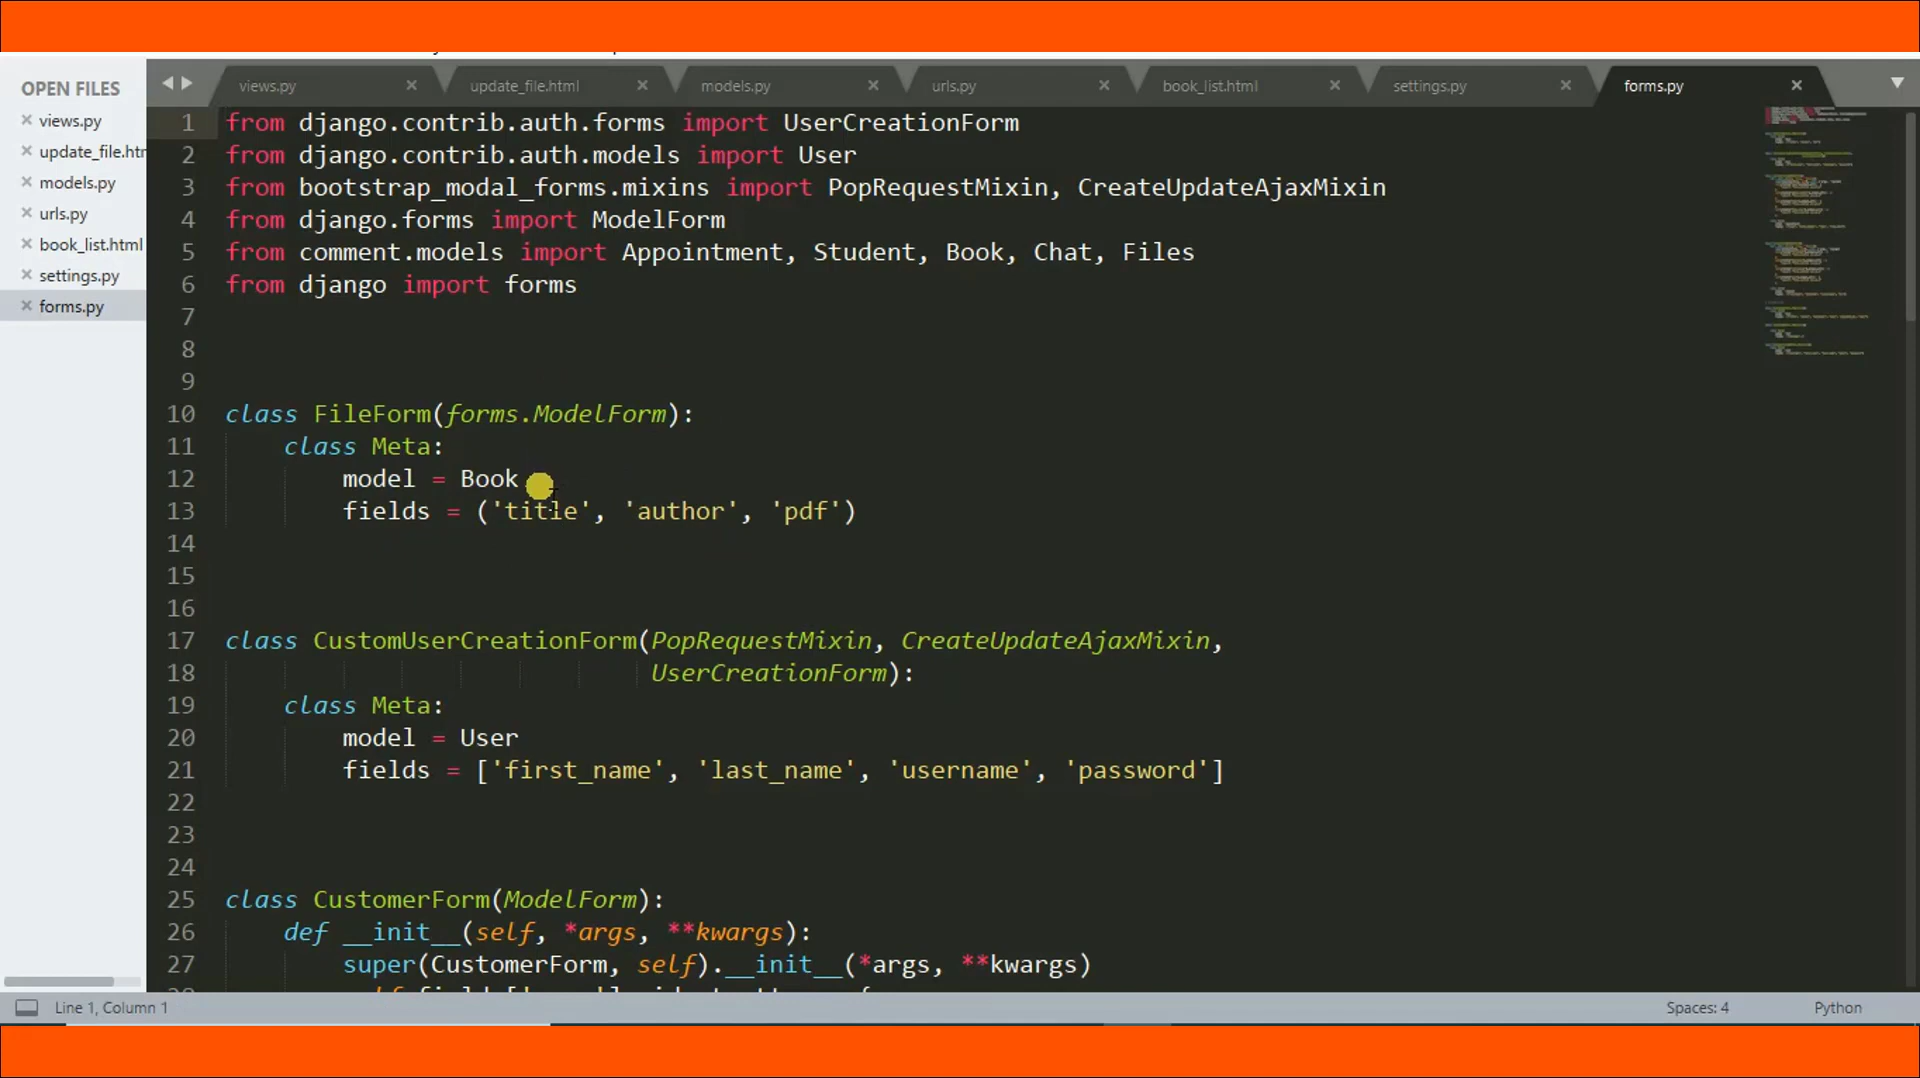 OPEN FILES
views.py
update_file.htm
models.py
urls.py
book_list.html
settings.py
forms.py
views.py
update_file.html
models.py
urls.py
book_list.html
settings.py
forms.py
1 from django.contrib.auth.forms import UserCreationForm
2 from django.contrib.auth.models import User
3 from bootstrap_modal_forms.mixins import PopRequestMixin, CreateUpdateAjaxMixin
4 from django.forms import ModelForm
5 from comment.models import Appointment, Student, Book, Chat, Files
6 from django import forms
7
8
9
10 class FileForm(forms.ModelForm):
11 class Meta:
12 model = Book
13 fields = ('title', 'author', 'pdf')
14
15
16
17 class CustomUserCreationForm(PopRequestMixin, CreateUpdateAjaxMixin,
18 UserCreationForm):
19 class Meta:
20 model = User
21 fields = ['first_name', 'last_name', 'username', 'password']
22
23
24
25 class CustomerForm(ModelForm):
26 def __init__(self, *args, **kwargs):
27 super(CustomerForm, self).__init__(*args, **kwargs)
Line 1, Column 1
Spaces: 4
Python